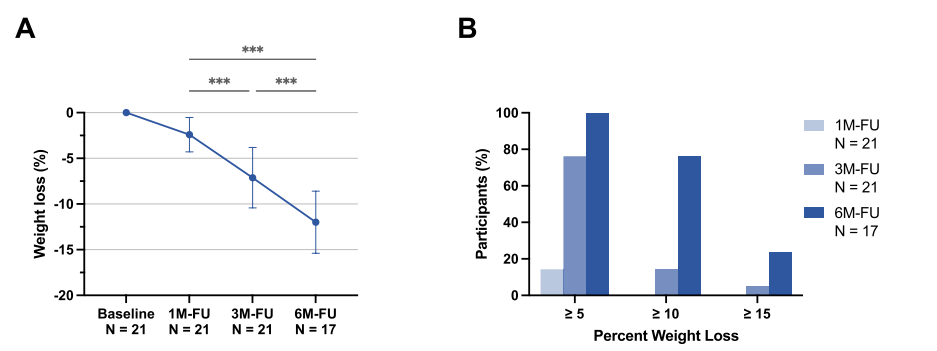 A
B
***
***
***
Weight loss (%)
0
-5
-10
-15
-20
Baseline
N = 21
1M-FU
N = 21
3M-FU
N = 21
6M-FU
N = 17
Participants (%)
100
80
60
40
20
0
≥ 5
≥ 10
≥ 15
Percent Weight Loss
1M-FU
N = 21
3M-FU
N = 21
6M-FU
N = 17